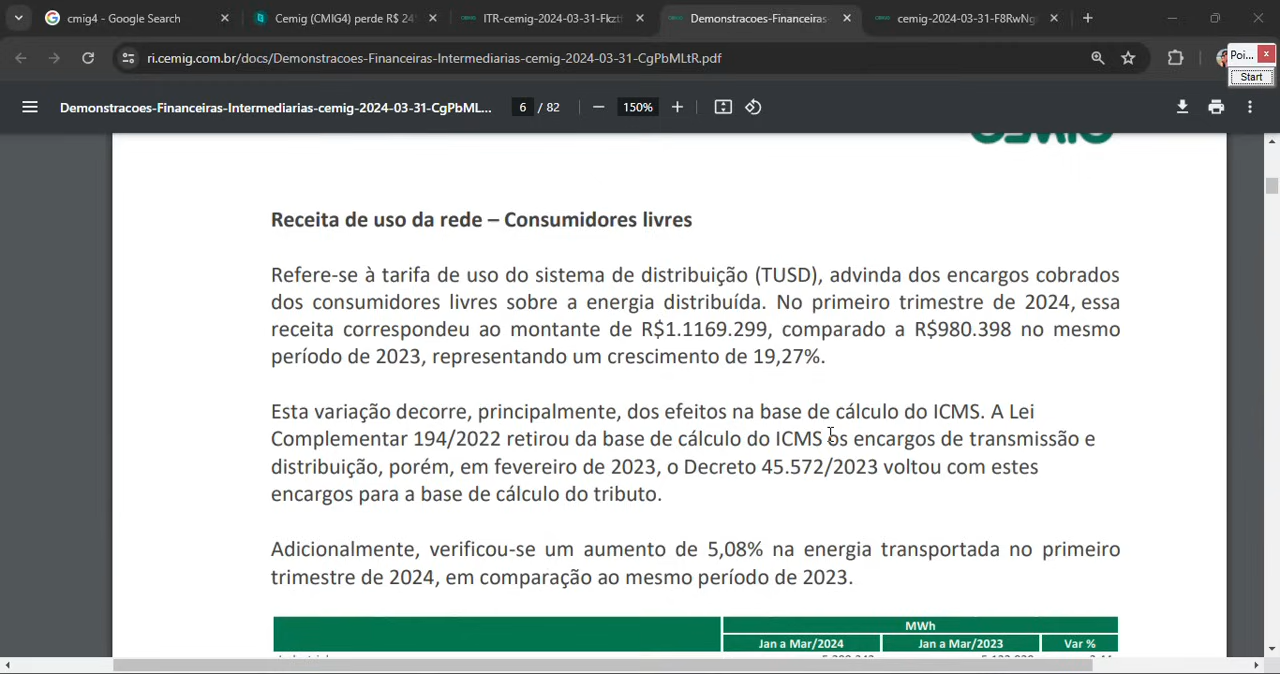 cmig4 - Google Search
Cemig (CMIG4) perde R$ 24
ITR-cemig-2024-03-31-Fkzt
Demonstracoes-Financeiras-
cemig-2024-03-31-F8RwNg
ri.cemig.com.br/docs/Demonstracoes-Financeiras-Intermediarias-cemig-2024-03-31-CgPbMLtR.pdf
Poi...
Start
Demonstracoes-Financeiras-Intermediarias-cemig-2024-03-31-CgPbML...
6 / 82
150%
Receita de uso da rede – Consumidores livres
Refere-se à tarifa de uso do sistema de distribuição (TUSD), advinda dos encargos cobrados
dos consumidores livres sobre a energia distribuída. No primeiro trimestre de 2024, essa
receita correspondeu ao montante de R$1.1169.299, comparado a R$980.398 no mesmo
período de 2023, representando um crescimento de 19,27%.
Esta variação decorre, principalmente, dos efeitos na base de cálculo do ICMS. A Lei
Complementar 194/2022 retirou da base de cálculo do ICMS os encargos de transmissão e
distribuição, porém, em fevereiro de 2023, o Decreto 45.572/2023 voltou com estes
encargos para a base de cálculo do tributo.
Adicionalmente, verificou-se um aumento de 5,08% na energia transportada no primeiro
trimestre de 2024, em comparação ao mesmo período de 2023.
MWh
Jan a Mar/2024 Jan a Mar/2023 Var %